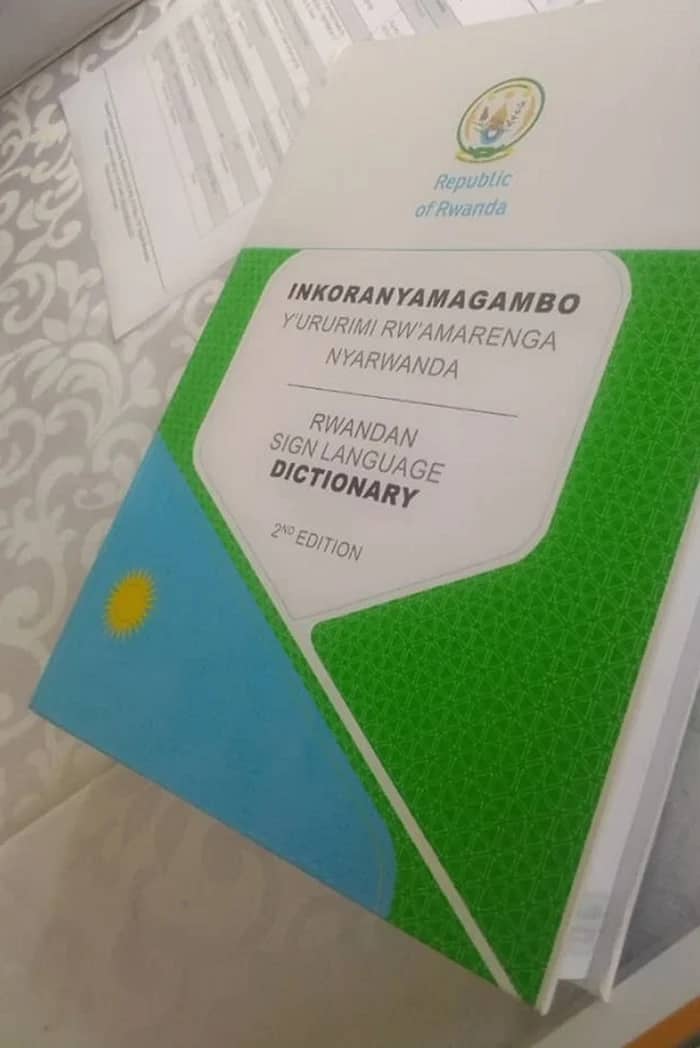 Republic
of Rwanda
INKORANYAMAGAMBO
Y'URURIMI RW'AMARENGA
NYARWANDA
RWANDAN
SIGN LANGUAGE
DICTIONARY
2ND EDITION